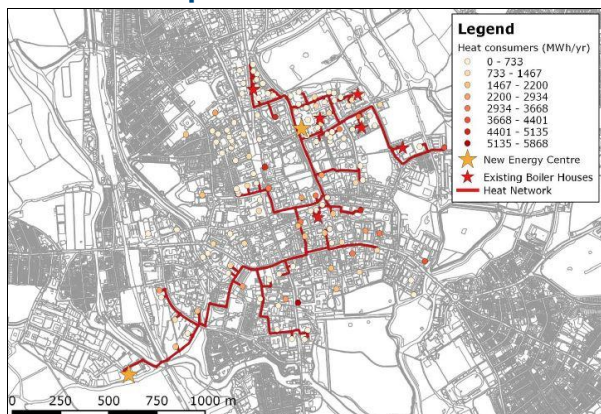 Legend
Heat consumers (MWh/yr)
0 - 733
733 - 1467
1467 - 2200
2200 - 2934
2934 - 3668
3668 - 4401
4401 - 5135
5135 - 5868
New Energy Centre
Existing Boiler Houses
Heat Network
0 250 500 750 1000 m